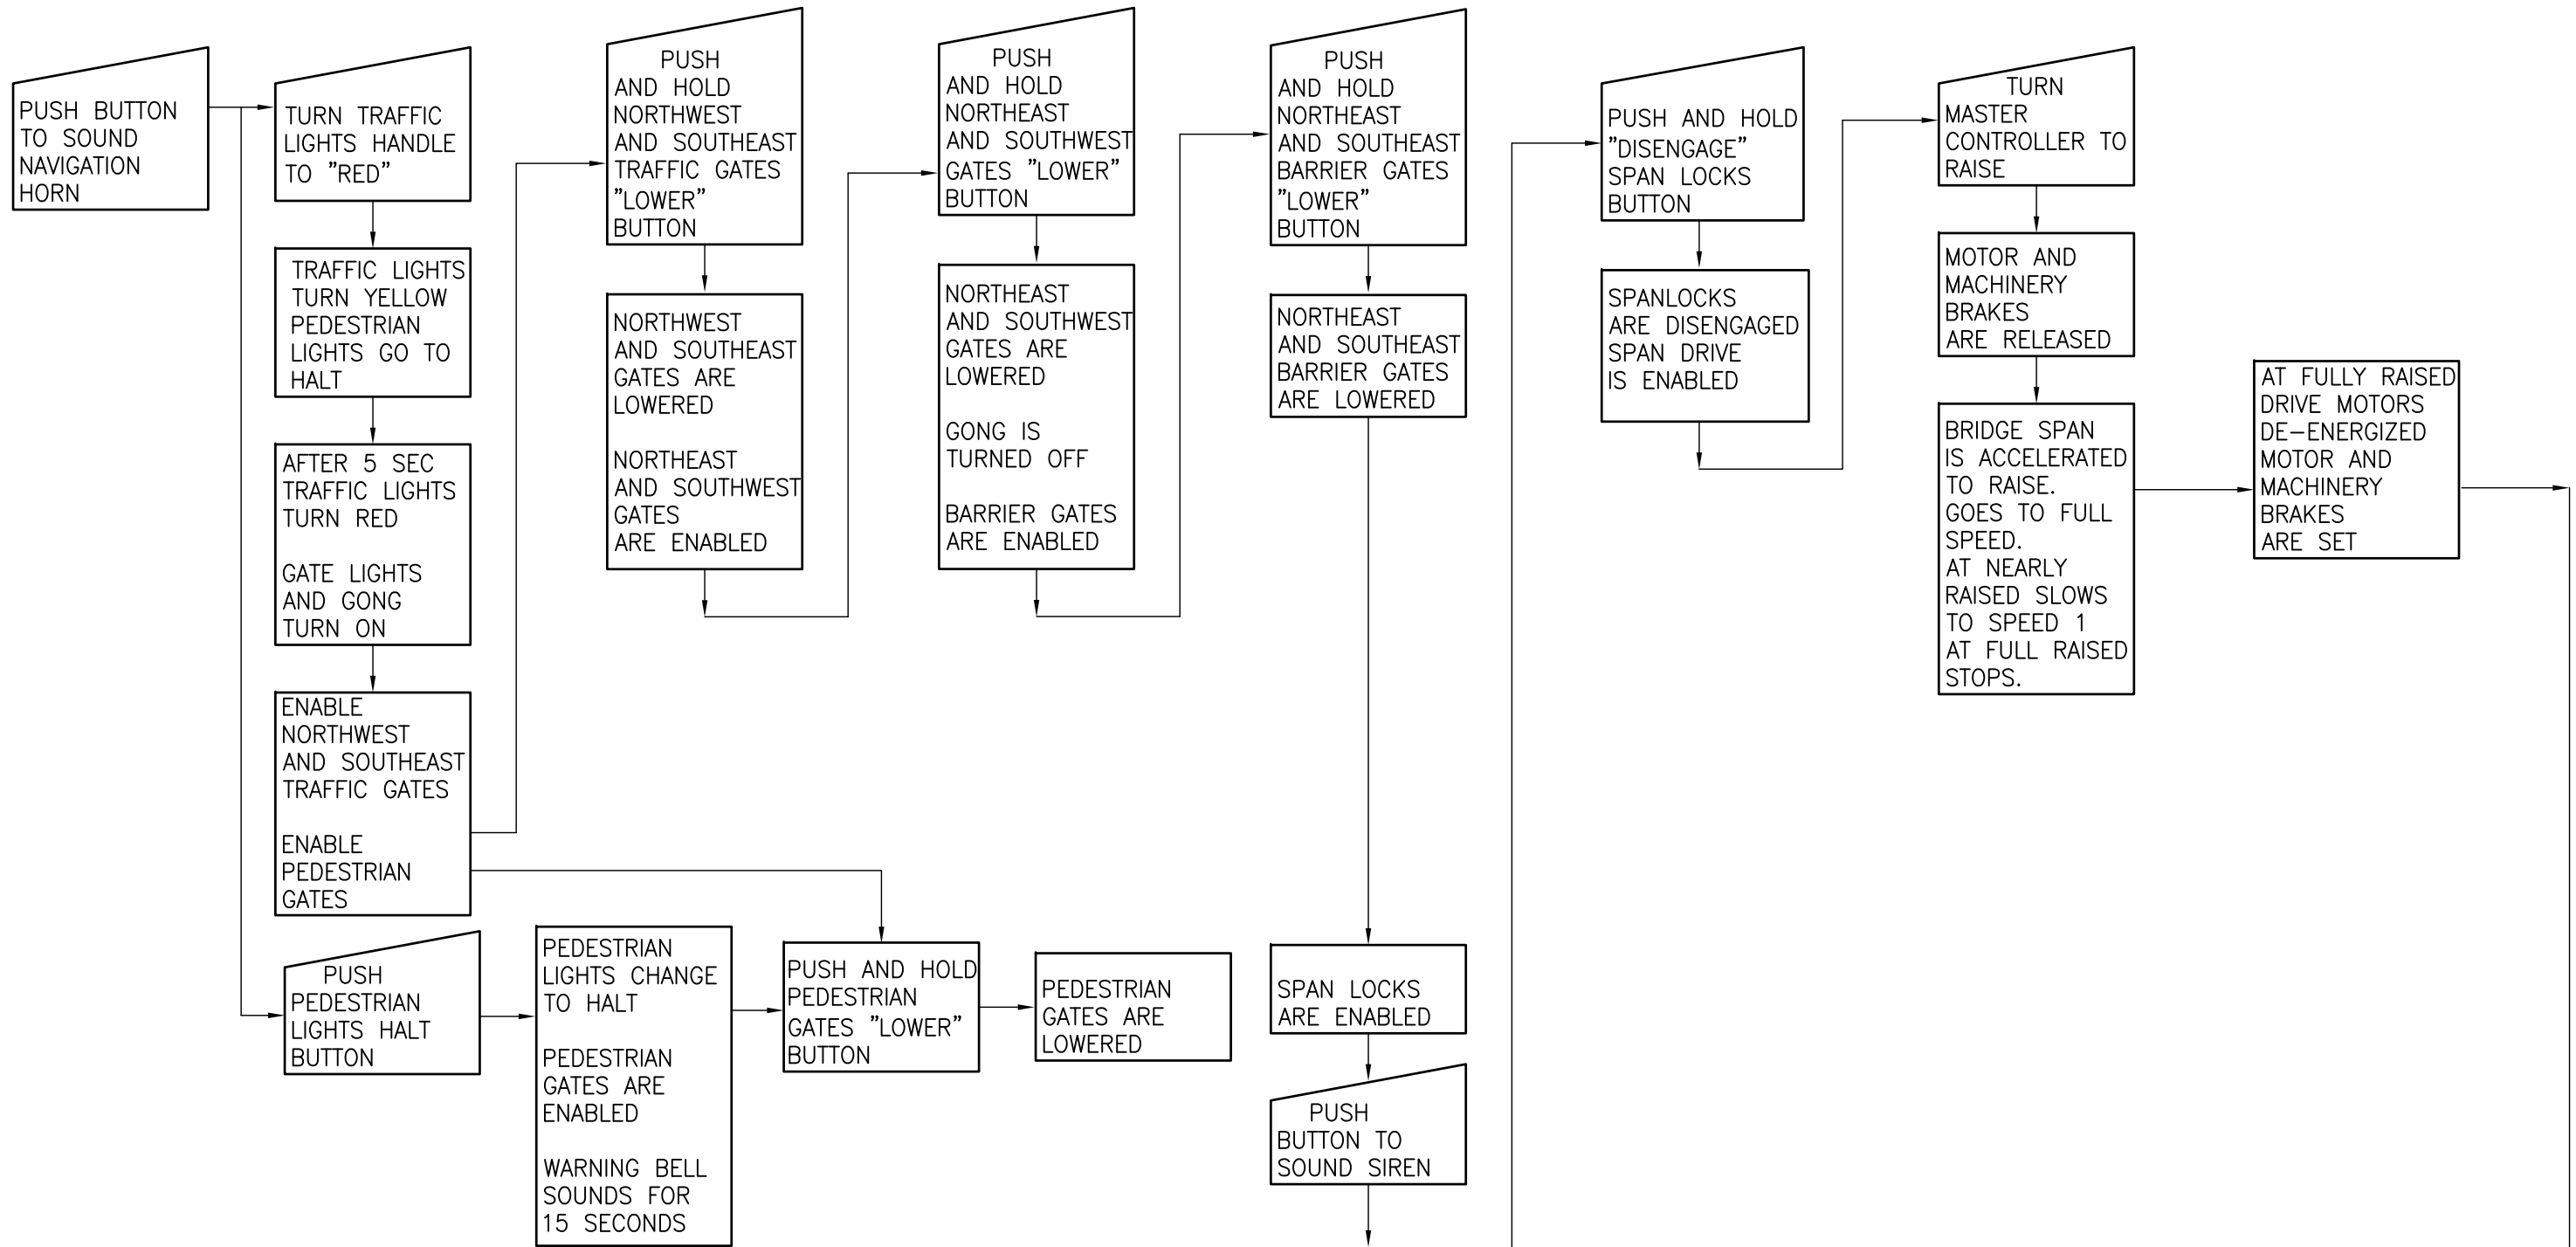 PUSH BUTTON
TO SOUND
NAVIGATION
HORN
TURN TRAFFIC
LIGHTS HANDLE
TO "RED"
TRAFFIC LIGHTS
TURN YELLOW
PEDESTRIAN
LIGHTS GO TO
HALT
AFTER 5 SEC
TRAFFIC LIGHTS
TURN RED
GATE LIGHTS
AND GONG
TURN ON
ENABLE
NORTHWEST
AND SOUTHEAST
TRAFFIC GATES
ENABLE
PEDESTRIAN
GATES
PUSH
PEDESTRIAN
LIGHTS HALT
BUTTON
PEDESTRIAN
LIGHTS CHANGE
TO HALT
PEDESTRIAN
GATES ARE
ENABLED
WARNING BELL
SOUNDS FOR
15 SECONDS
PUSH AND HOLD
PEDESTRIAN
GATES "LOWER"
BUTTON
PEDESTRIAN
GATES ARE
LOWERED
PUSH
AND HOLD
NORTHWEST
AND SOUTHEAST
TRAFFIC GATES
"LOWER"
BUTTON
NORTHWEST
AND SOUTHEAST
GATES ARE
LOWERED
NORTHEAST
AND SOUTHWEST
GATES
ARE ENABLED
PUSH
AND HOLD
NORTHEAST
AND SOUTHWEST
GATES "LOWER"
BUTTON
NORTHEAST
AND SOUTHWEST
GATES ARE
LOWERED
GONG IS
TURNED OFF
BARRIER GATES
ARE ENABLED
PUSH
AND HOLD
NORTHEAST
AND SOUTHEAST
BARRIER GATES
"LOWER"
BUTTON
NORTHEAST
AND SOUTHEAST
BARRIER GATES
ARE LOWERED
SPAN LOCKS
ARE ENABLED
PUSH
BUTTON TO
SOUND SIREN
PUSH AND HOLD
"DISENGAGE"
SPAN LOCKS
BUTTON
SPANLOCKS
ARE DISENGAGED
SPAN DRIVE
IS ENABLED
TURN
MASTER
CONTROLLER TO
RAISE
MOTOR AND
MACHINERY
BRAKES
ARE RELEASED
BRIDGE SPAN
IS ACCELERATED
TO RAISE.
GOES TO FULL
SPEED.
AT NEARLY
RAISED SLOWS
TO SPEED 1
AT FULL RAISED
STOPS.
AT FULLY RAISED
DRIVE MOTORS
DE-ENERGIZED
MOTOR AND
MACHINERY
BRAKES
ARE SET